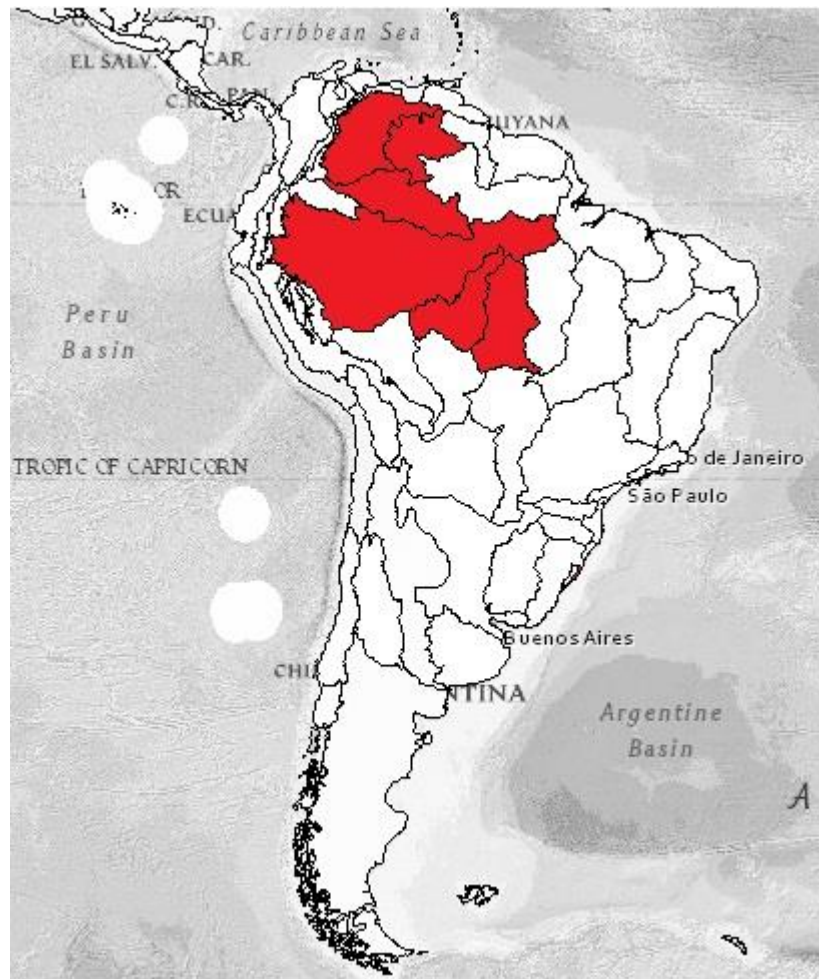 Caribbean Sea
EL SALV.
CAR.
C.R.
PAN.
UYANA
ECUA
Peru
Basin
TROPIC OF CAPRICORN
o de Janeiro
São Paulo
Buenos Aires
CHI
NTINA
Argentine
Basin
A